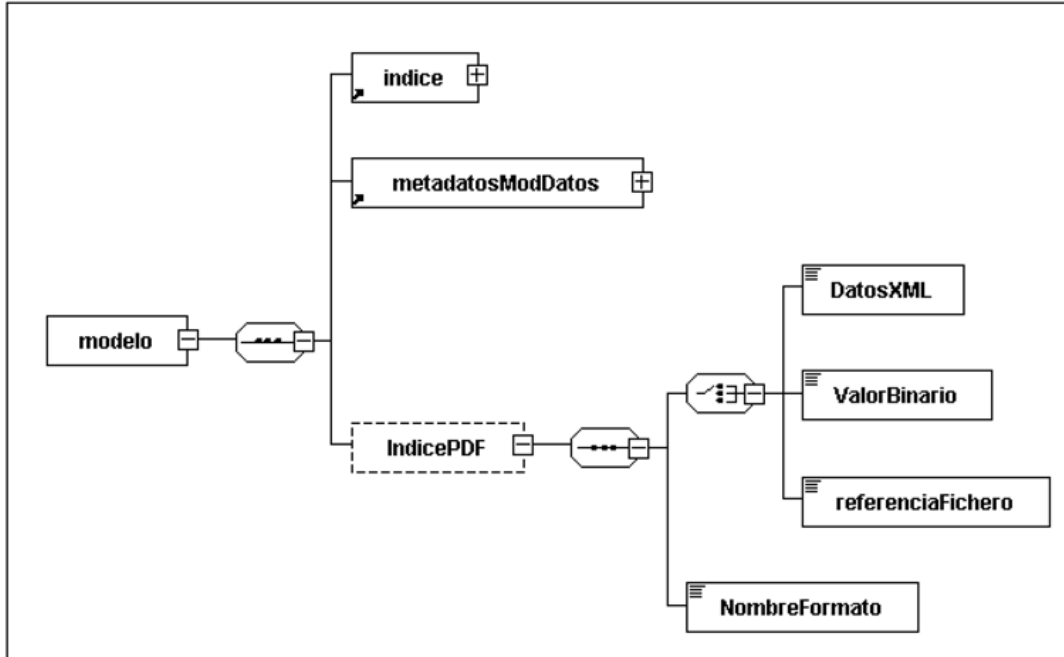 indice
metadatosModDatos
DatosXML
modelo
ValorBinario
IndicePDF
referenciaFichero
NombreFormato